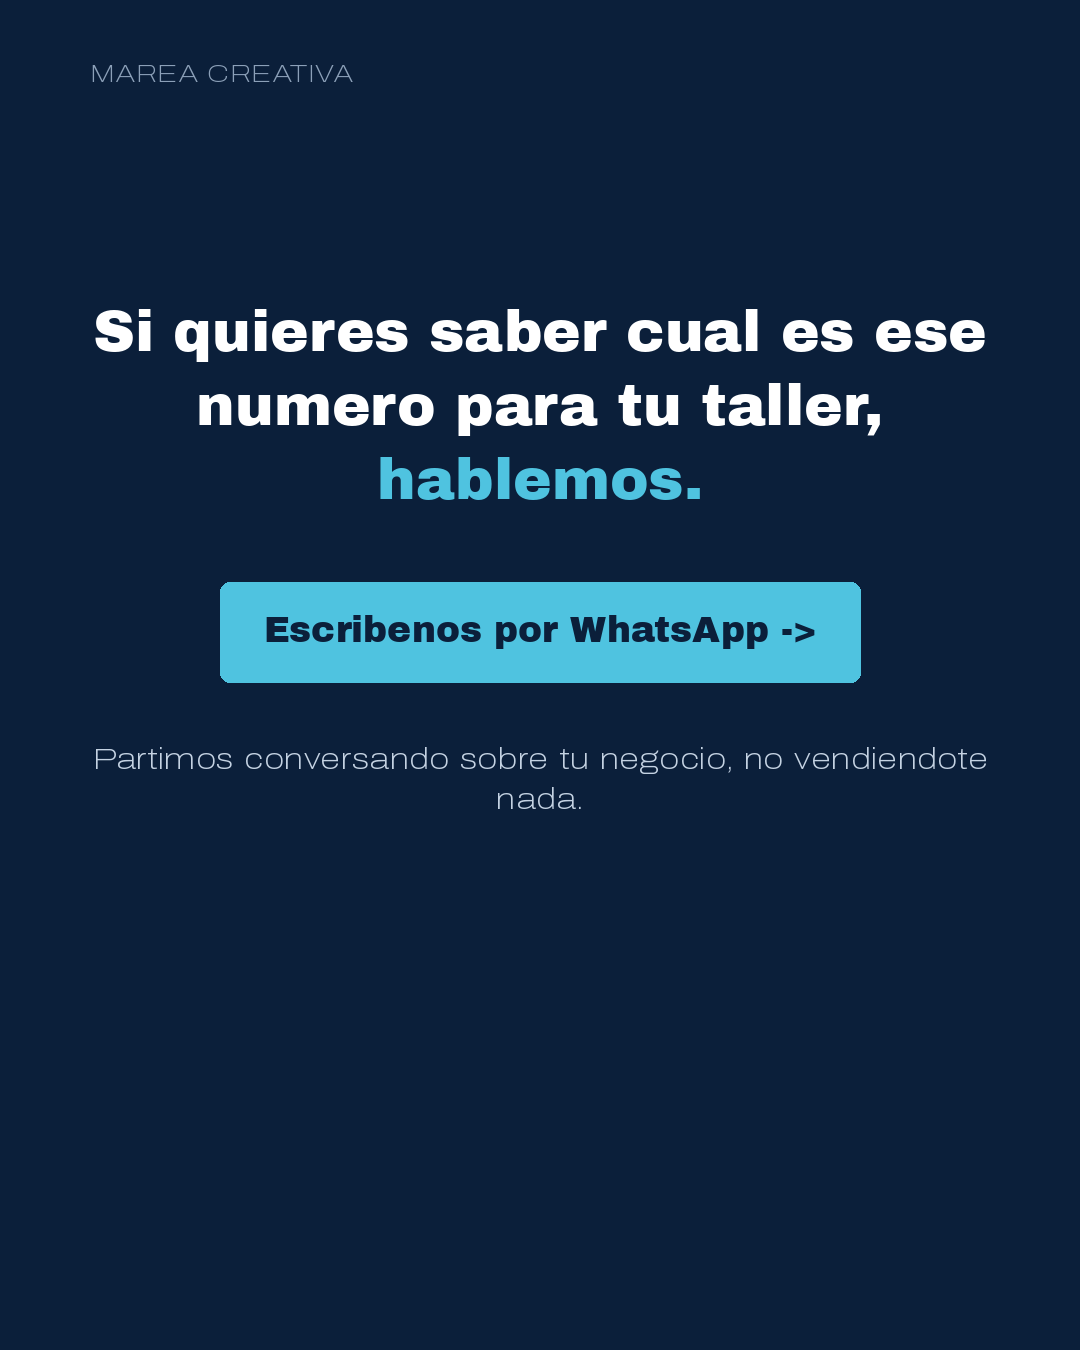 MAREA CREATIVA
Si quieres saber cual es ese
numero para tu taller,
hablemos.
Escribenos por WhatsApp ->
Partimos conversando sobre tu negocio, no vendiendote
nada.